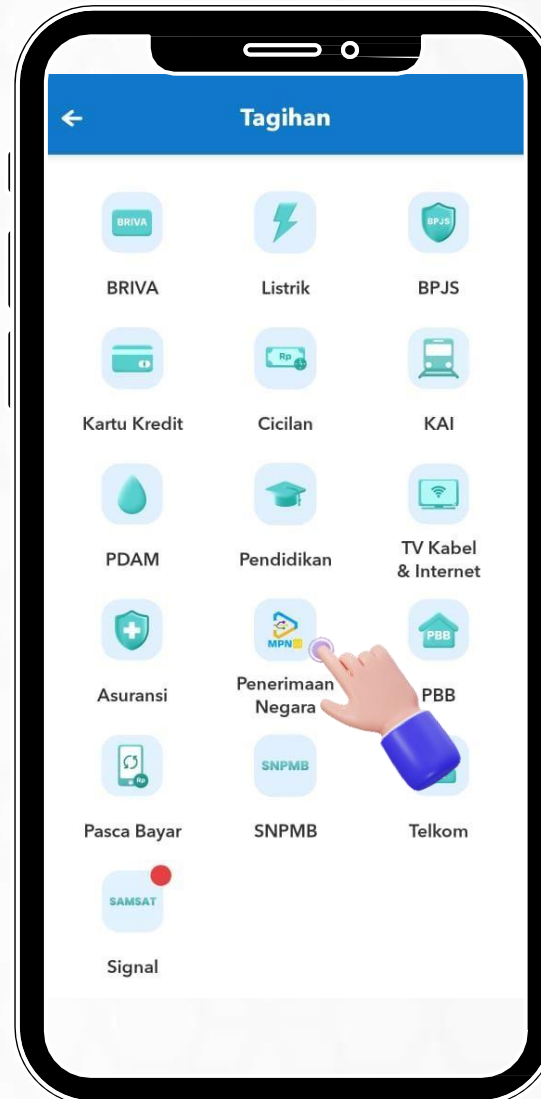 Tagihan
BRIVA
BPJS
BRIVA
Listrik
BPJS
Rp
Kartu Kredit
Cicilan
KAI
PDAM
Pendidikan
TV Kabel
& Internet
MPN
PBB
Asuransi
Penerimaan
Negara
PBB
Rp
SNPMB
Pasca Bayar
SNPMB
Telkom
SAMSAT
Signal